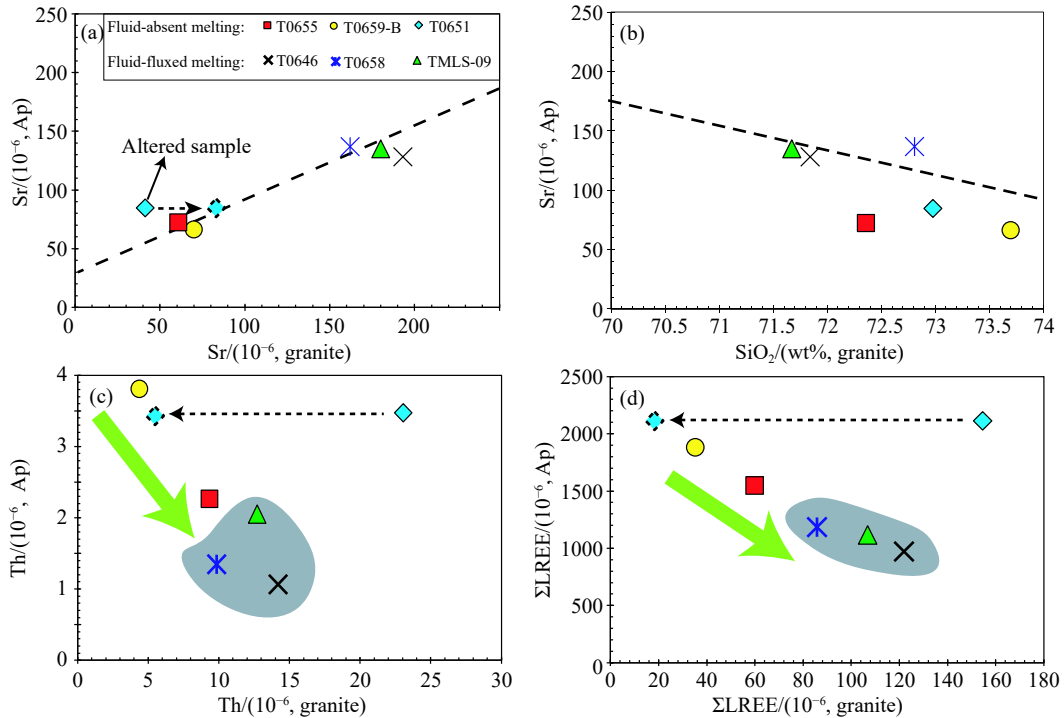 (a) Fluid-absent melting: T0655 T0659-B T0651
Fluid-fluxed melting: T0646 T0658 TMLS-09
Altered sample
250
200
150
100
50
0
Sr/(10⁻⁶, Ap)
0 50 100 150 200
Sr/(10⁻⁶, granite)
(b)
250
200
150
100
50
0
Sr/(10⁻⁶, Ap)
70 70.5 71 71.5 72 72.5 73 73.5 74
SiO₂/(wt%, granite)
(c)
4
3
2
1
0
Th/(10⁻⁶, Ap)
0 5 10 15 20 25 30
Th/(10⁻⁶, granite)
(d)
2500
2000
1500
1000
500
0
ΣLREE/(10⁻⁶, Ap)
0 20 40 60 80 100 120 140 160 180
ΣLREE/(10⁻⁶, granite)